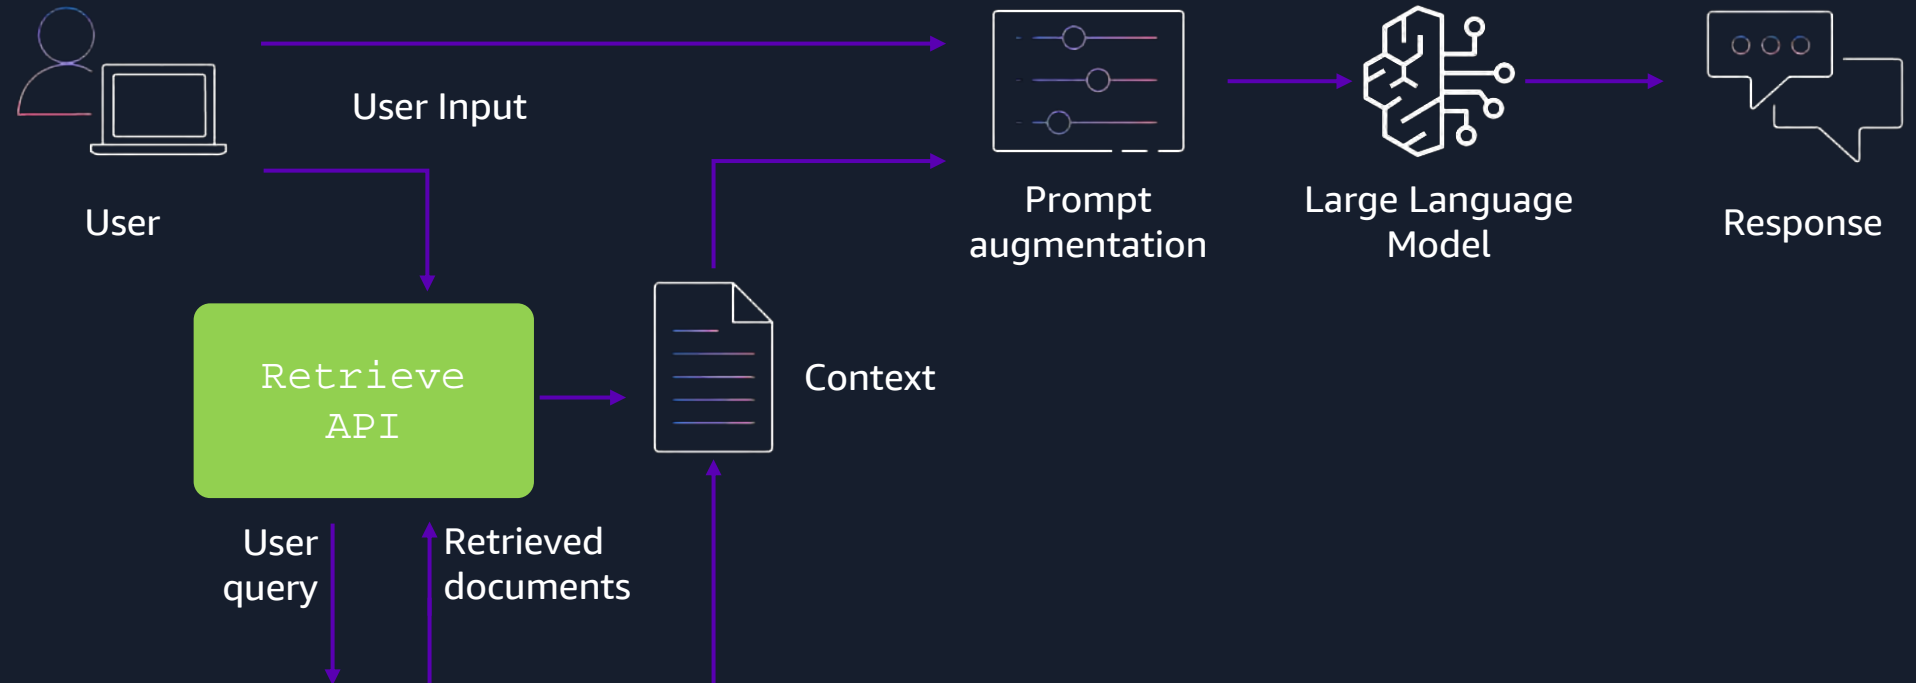 User Input
User
Prompt
augmentation
Large Language
Model
Response
Retrieve
API
Context
User
query
Retrieved
documents